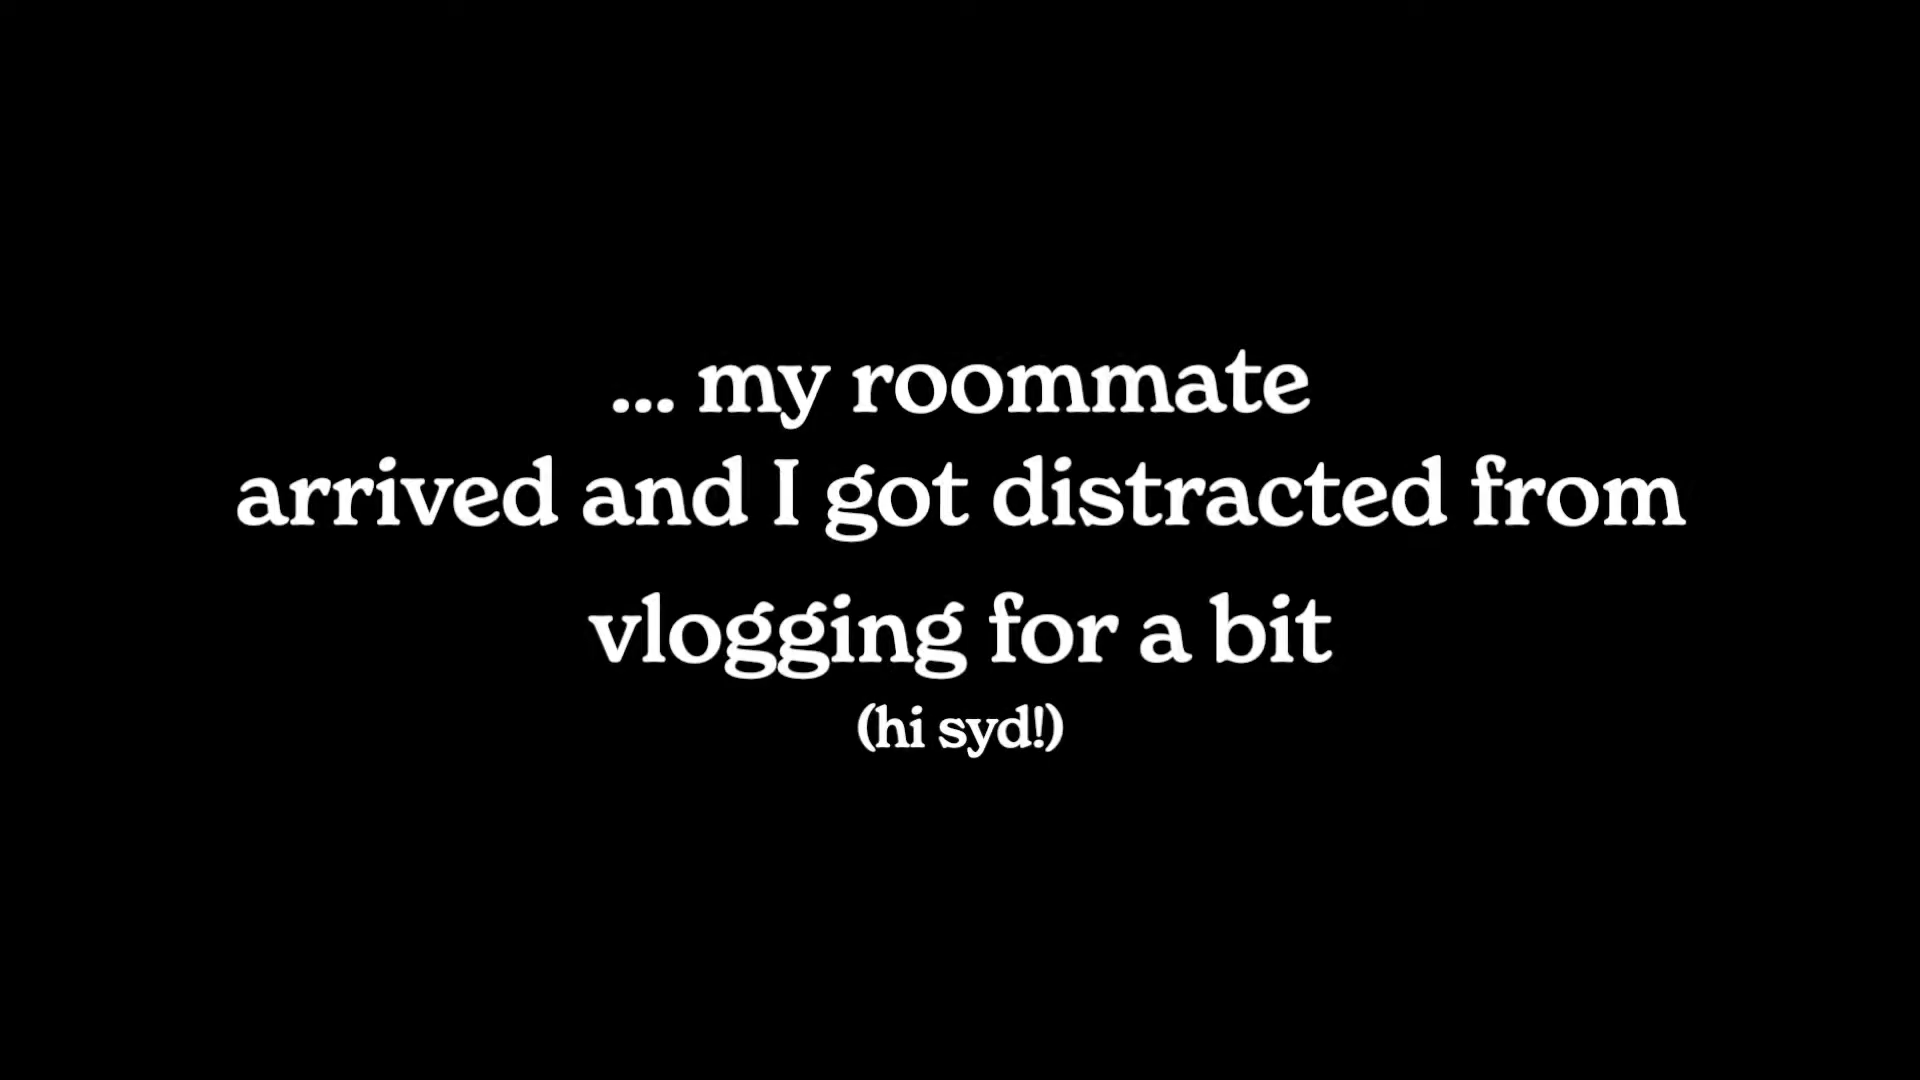 ... my roommate
arrived and I got distracted from
vlogging for a bit
(hi syd!)